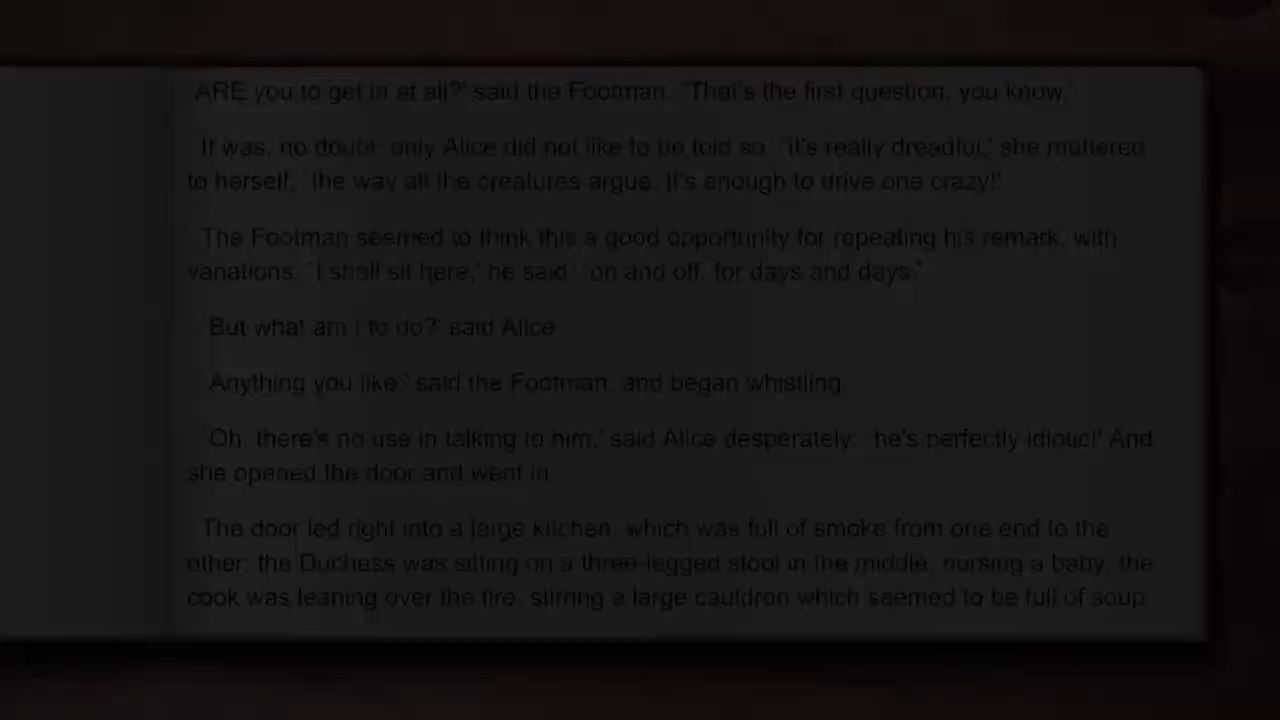 ARE you to get in at all?' said the Footman. `That's the first question, you know.'
It was, no doubt: only Alice did not like to be told so. `It's really dreadful,' she muttered
to herself, `the way all the creatures argue. It's enough to drive one crazy!'
The Footman seemed to think this a good opportunity for repeating his remark, with
variations. `I shall sit here,' he said `on and off, for days and days.'
But what am I to do?' said Alice
Anything you like,' said the Footman, and began whistling
Oh, there's no use in talking to him,' said Alice desperately: `he's perfectly idiotic!' And
she opened the door and went in.
The door led right into a large kitchen, which was full of smoke from one end to the
other: the Duchess was sitting on a three-legged stool in the middle, nursing a baby, the
cook was leaning over the fire, stirring a large cauldron which seemed to be full of soup